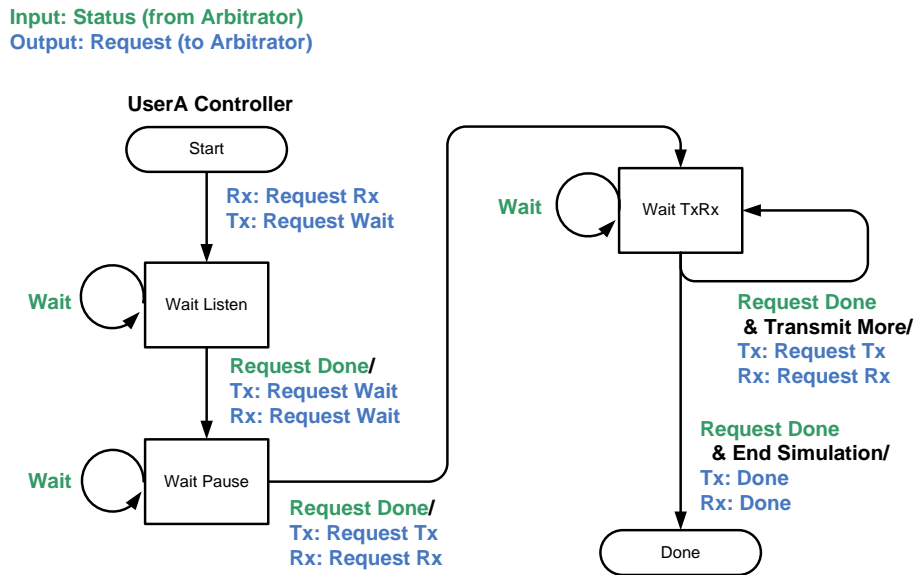 Input: Status (from Arbitrator)
Output: Request (to Arbitrator)
UserA Controller
Start
Rx: Request Rx
Tx: Request Wait
Wait
Wait Listen
Request Done/
Tx: Request Wait
Rx: Request Wait
Wait
Wait Pause
Request Done/
Tx: Request Tx
Rx: Request Rx
Wait
Wait TxRx
Request Done
& Transmit More/
Tx: Request Tx
Rx: Request Rx
Request Done
& End Simulation/
Tx: Done
Rx: Done
Done